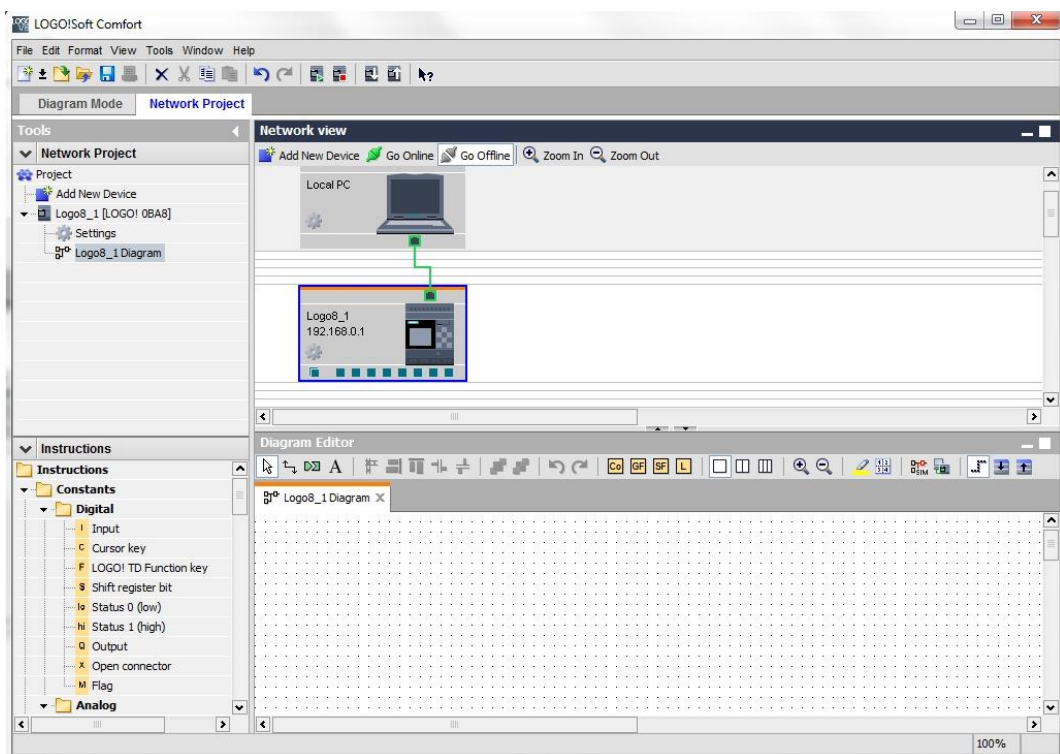 LOGO!Soft Comfort
File Edit Format View Tools Window Help
Diagram Mode Network Project
Tools
Network Project
Project
Add New Device
Logo8_1 [LOGO! 0BA8]
Settings
Logo8_1 Diagram
Network view
Add New Device Go Online Go Offline Zoom In Zoom Out
Local PC
Logo8_1
192.168.0.1
Instructions
Instructions
Constants
Digital
I Input
C Cursor key
F LOGO! TD Function key
S Shift register bit
lo Status 0 (low)
hi Status 1 (high)
Q Output
X Open connector
M Flag
Analog
Diagram Editor
A Co GF SF L
Logo8_1 Diagram
100%